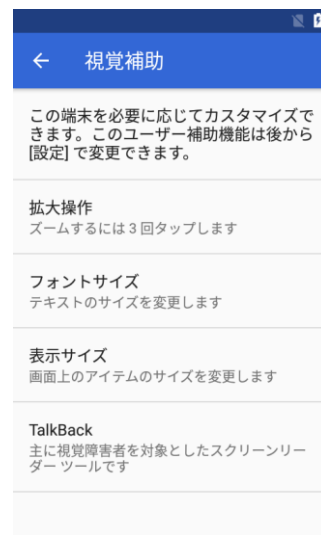 視覚補助
この端末を必要に応じてカスタマイズで
きます。このユーザー補助機能は後から
[設定] で変更できます。
拡大操作
ズームするには 3 回タップします
フォントサイズ
テキストのサイズを変更します
表示サイズ
画面上のアイテムのサイズを変更します
TalkBack
主に視覚障害者を対象としたスクリーンリー
ダー ツールです